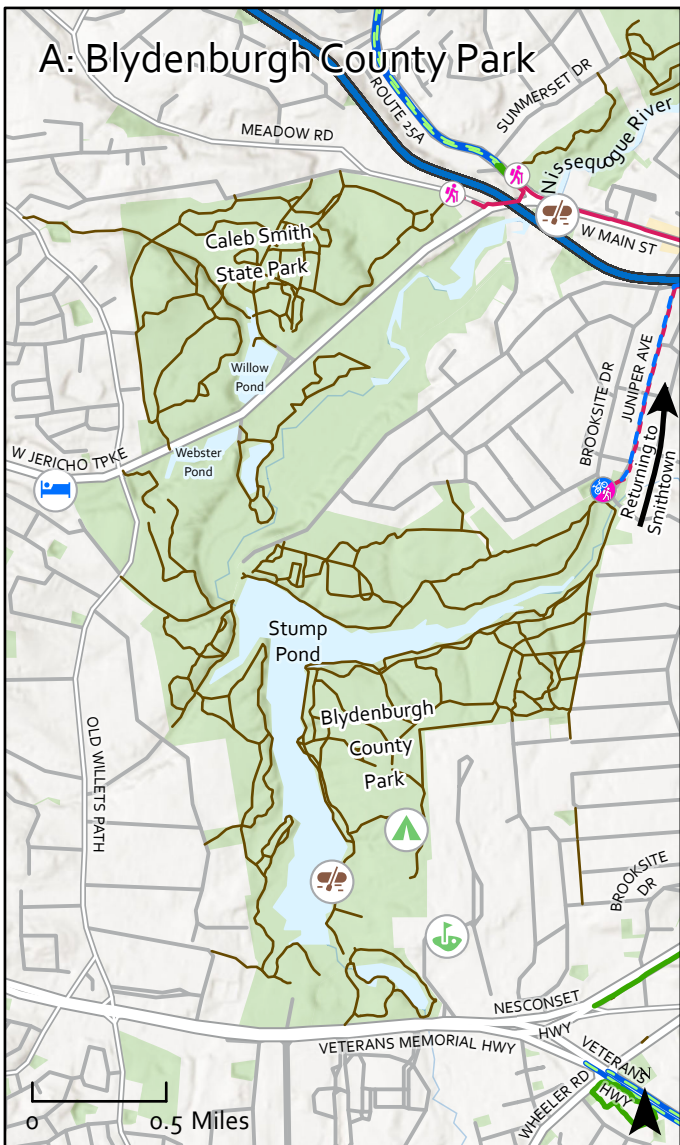 A: Blydenburgh County Park
ROUTE 25A
SUMMERSET DR
MEADOW RD
Nissequogue River
Caleb Smith
State Park
W MAIN ST
Willow
Pond
JUNIPER AVE
BROOKSITE DR
W JERICHO TPKE
Webster
Pond
Returning to
Smithtown
Stump
Pond
Blydenburgh
County
Park
OLD WILLETS PATH
BROOKSITE
DR
NESCONSET
HWY
VETERANS MEMORIAL HWY
VETERANS
HWY
WHEELER RD
N
0 0.5 Miles